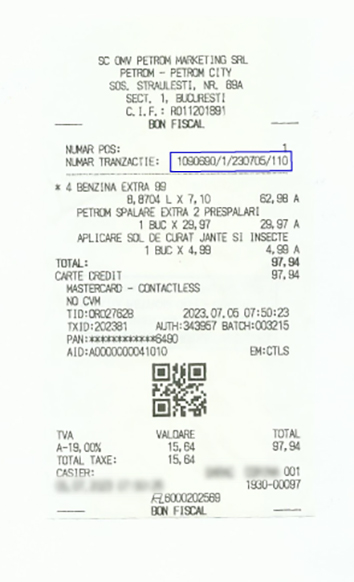 SC OMV PETROM MARKETING SRL
PETROM - PETROM CITY
SOS. STRAULESTI, NR. 69A
SECT. 1, BUCURESTI
C.I.F.: RO11201891
BON FISCAL
NUMAR POS: 1
NUMAR TRANZACTIE: 1090690/1/230705/110
* 4 BENZINA EXTRA 99
8,8704 L X 7,10 62,98 A
PETROM SPALARE EXTRA 2 PRESPALARI
1 BUC X 29,97 29,97 A
APLICARE SOL DE CURAT JANTE SI INSECTE
1 BUC X 4,99 4,99 A
TOTAL: 97,94
CARTE CREDIT 97,94
MASTERCARD - CONTACTLESS
NO CVM
TID:ORO2762B 2023.07.05 07:50:23
TXID:202381 AUTH:343957 BATCH:003215
PAN:************6490
AID:A0000000041010 EM:CTLS
TVA VALOARE TOTAL
A-19,00% 15,64 97,94
TOTAL TAXE: 15,64
CASIER: 001
1930-00097
6000202569
BON FISCAL